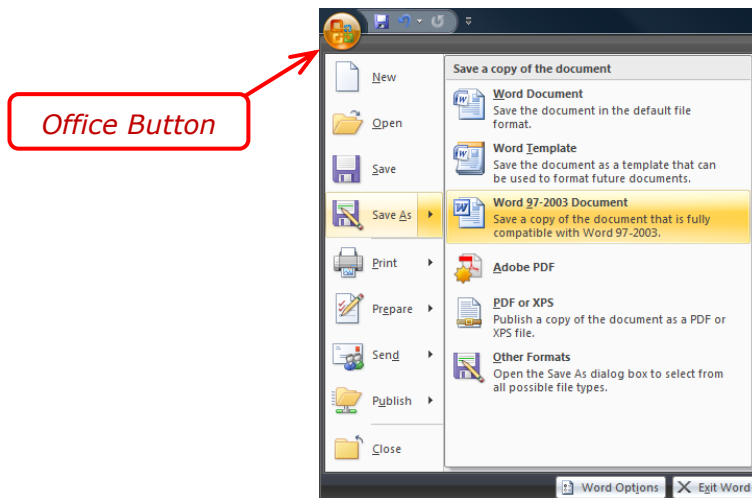 Office Button
New
Open
Save
Save As
Print
Prepare
Send
Publish
Close
Save a copy of the document
Word Document
Save the document in the default file
format.
Word Template
Save the document as a template that can
be used to format future documents.
Word 97-2003 Document
Save a copy of the document that is fully
compatible with Word 97-2003.
Adobe PDF
PDF or XPS
Publish a copy of the document as a PDF or
XPS file.
Other Formats
Open the Save As dialog box to select from
all possible file types.
Word Options
Exit Word